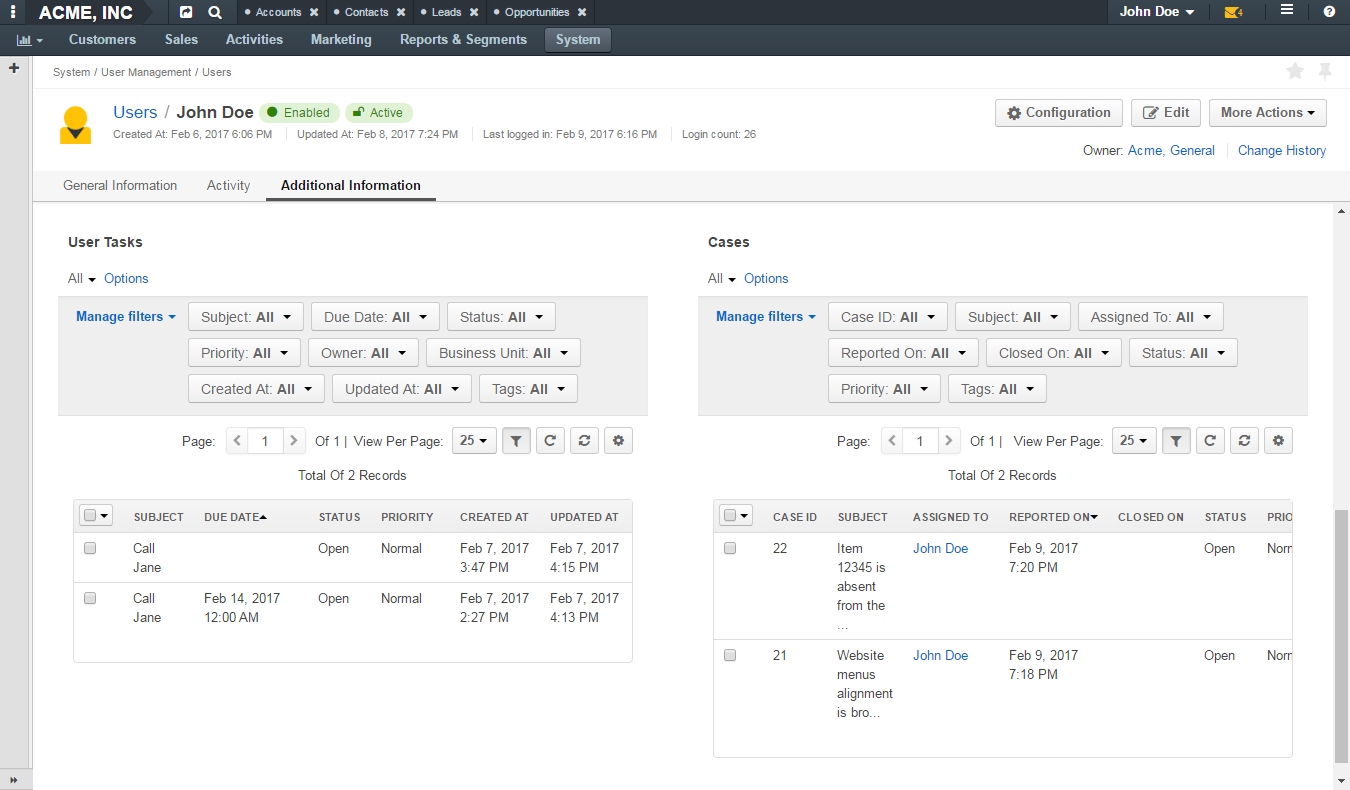 ACME, INC
Accounts
Contacts
Leads
Opportunities
John Doe
4
Customers
Sales
Activities
Marketing
Reports & Segments
System
System / User Management / Users
Users / John Doe
Enabled
Active
Created At: Feb 6, 2017 6:06 PM
Updated At: Feb 8, 2017 7:24 PM
Last logged in: Feb 9, 2017 6:16 PM
Login count: 26
Configuration
Edit
More Actions
Owner: Acme, General
Change History
General Information
Activity
Additional Information
User Tasks
All Options
Manage filters
Subject: All
Due Date: All
Status: All
Priority: All
Owner: All
Business Unit: All
Created At: All
Updated At: All
Tags: All
Page: 1 Of 1 | View Per Page: 25
Total Of 2 Records
SUBJECT DUE DATE STATUS PRIORITY CREATED AT UPDATED AT
Call Open Normal Feb 7, 2017 Feb 7, 2017
Jane 3:47 PM 4:15 PM
Call Feb 14, 2017 Open Normal Feb 7, 2017 Feb 7, 2017
Jane 12:00 AM 2:27 PM 4:13 PM
Cases
All Options
Manage filters
Case ID: All
Subject: All
Assigned To: All
Reported On: All
Closed On: All
Status: All
Priority: All
Tags: All
Page: 1 Of 1 | View Per Page: 25
Total Of 2 Records
CASE ID SUBJECT ASSIGNED TO REPORTED ON CLOSED ON STATUS PRIO
22 Item John Doe Feb 9, 2017 Open Norm
12345 is 7:20 PM
absent
from the
...
21 Website John Doe Feb 9, 2017 Open Norm
menus 7:18 PM
alignment
is bro...